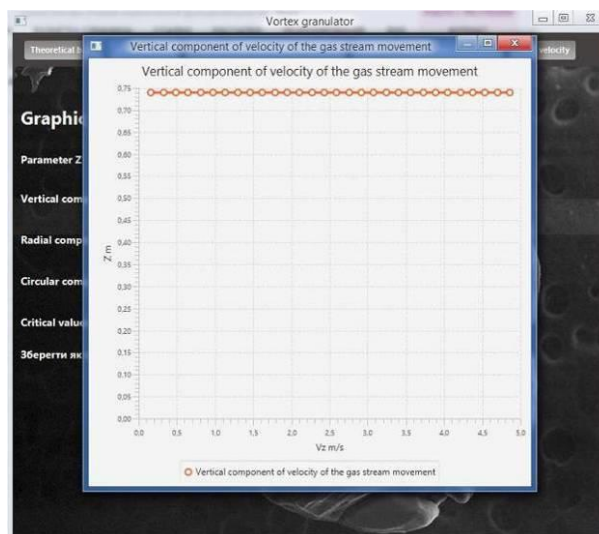 Vortex granulator
Theoretical b
velocity
Vertical component of velocity of the gas stream movement
Vertical component of velocity of the gas stream movement
Graphic
Parameter Z
Vertical com
Radial comp
Circular com
Critical value
Зберегти як
0,75
0,70
0,65
0,60
0,55
0,50
0,45
0,40
0,35
0,30
0,25
0,20
0,15
0,10
0,05
0,00
Z m
0,0 0,5 1,0 1,5 2,0 2,5 3,0 3,5 4,0 4,5 5,0
Vz m/s
Vertical component of velocity of the gas stream movement